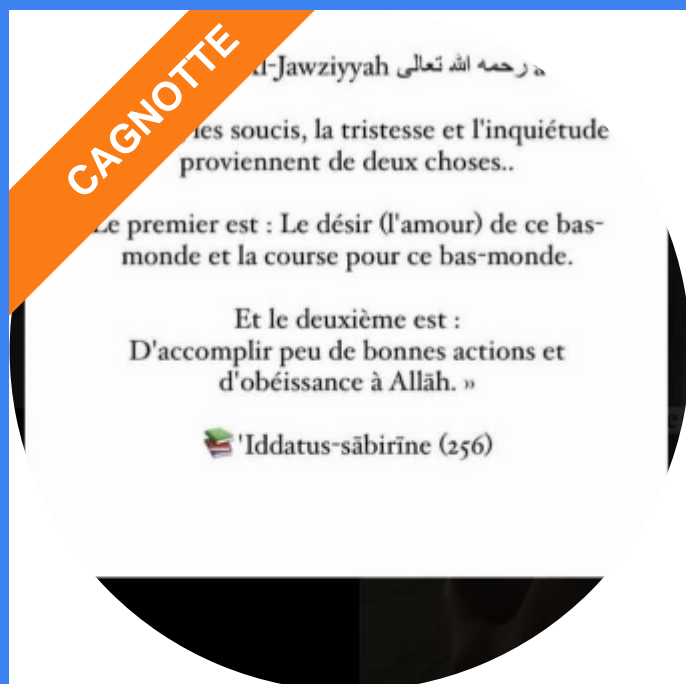 CAGNOTTE
l-Jawziyyah رحمه الله تعالى
les soucis, la tristesse et l'inquiétude
proviennent de deux choses..
Le premier est : Le désir (l'amour) de ce bas-
monde et la course pour ce bas-monde.
Et le deuxième est :
D'accomplir peu de bonnes actions et
d'obéissance à Allāh. »
📚'Iddatus-sābirīne (256)